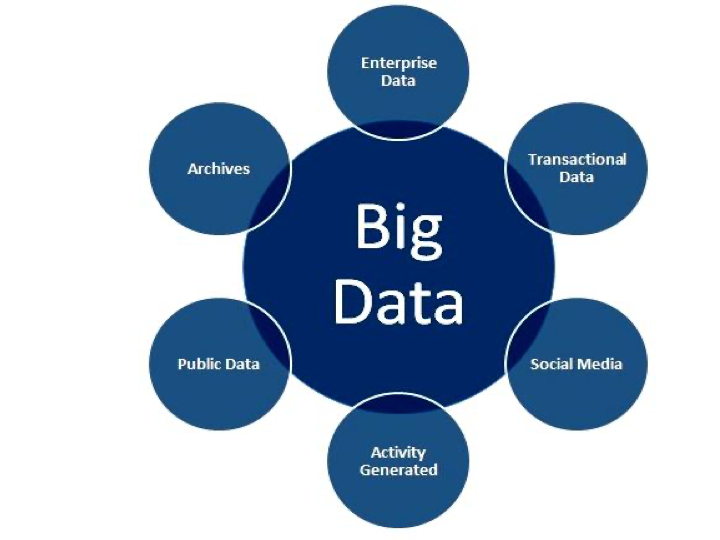 Enterprise
Data
Archives
Transactional
Data
Big
Data
Public Data
Social Media
Activity
Generated